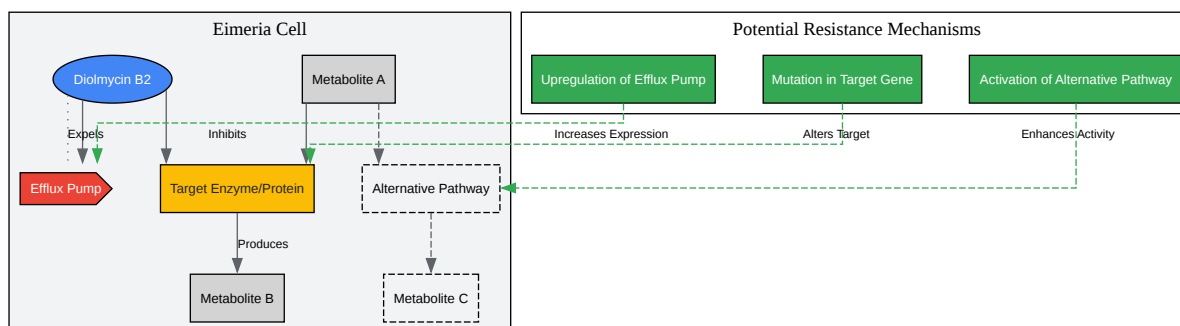 Eimeria Cell
Potential Resistance Mechanisms
Diolmycin B2
Metabolite A
Upregulation of Efflux Pump
Mutation in Target Gene
Activation of Alternative Pathway
Expels
Inhibits
Increases Expression
Alters Target
Enhances Activity
Efflux Pump
Target Enzyme/Protein
Alternative Pathway
Produces
Metabolite B
Metabolite C